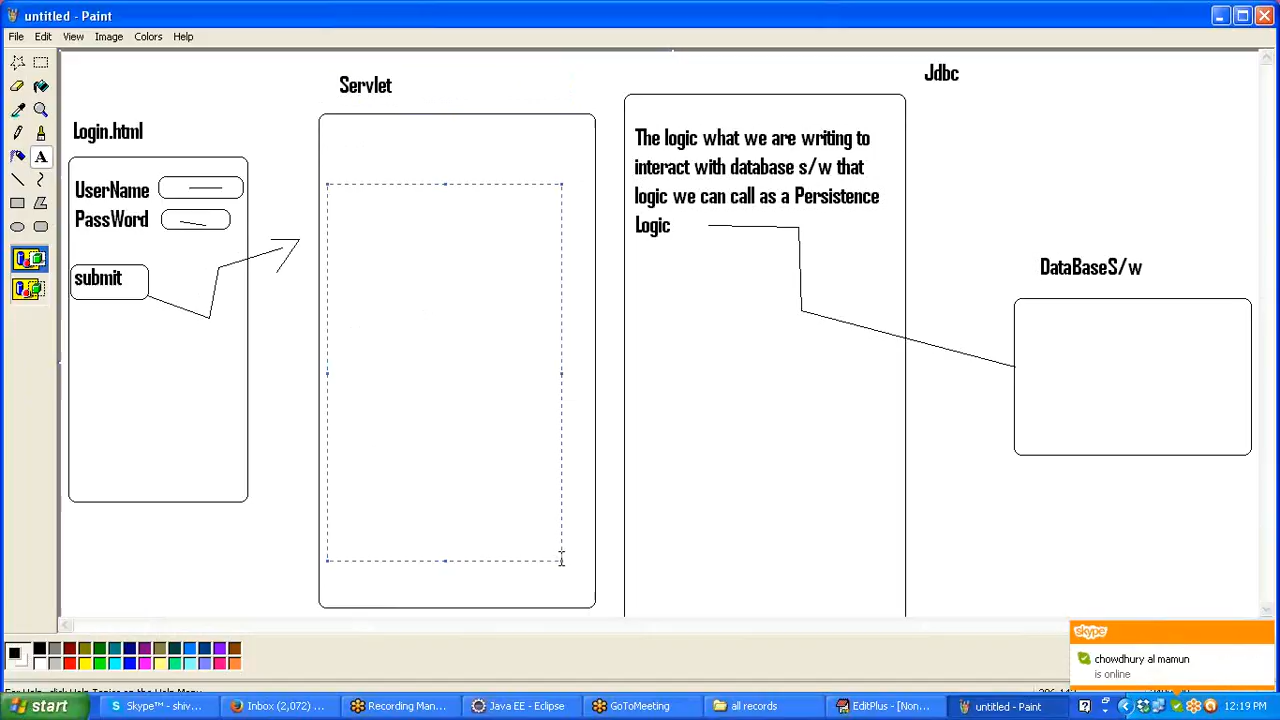 untitled - Paint
File Edit View Image Colors Help
Servlet
Jdbc
Login.html
UserName
PassWord
submit
The logic what we are writing to
interact with database s/w that
logic we can call as a Persistence
Logic
DataBaseS/w
skype
chowdhury al mamun
is online
start
Skype™ - shiv...
Inbox (2,072) ...
Recording Man...
Java EE - Eclipse
GoToMeeting
all records
EditPlus - [Non...
untitled - Paint
12:19 PM